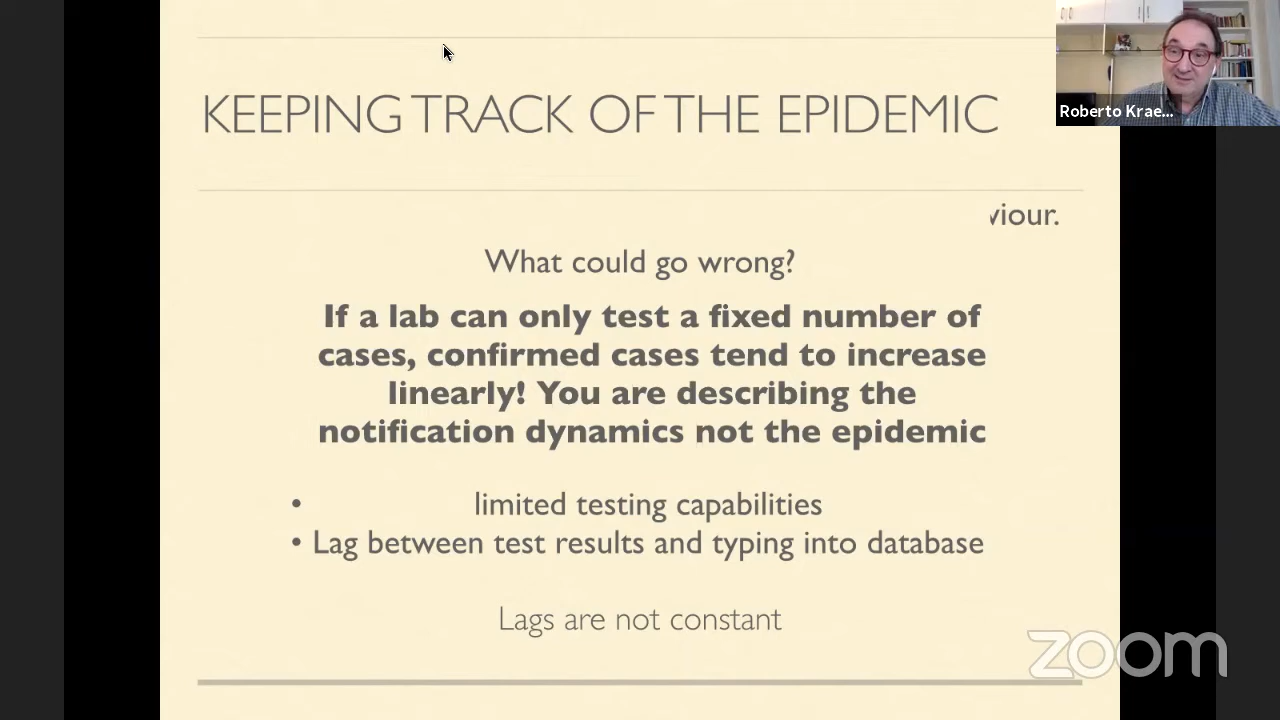 KEEPING TRACK OF THE EPIDEMIC
Roberto Krae...
viour.
What could go wrong?
If a lab can only test a fixed number of
cases, confirmed cases tend to increase
linearly! You are describing the
notification dynamics not the epidemic
• limited testing capabilities
• Lag between test results and typing into database
Lags are not constant
zoom